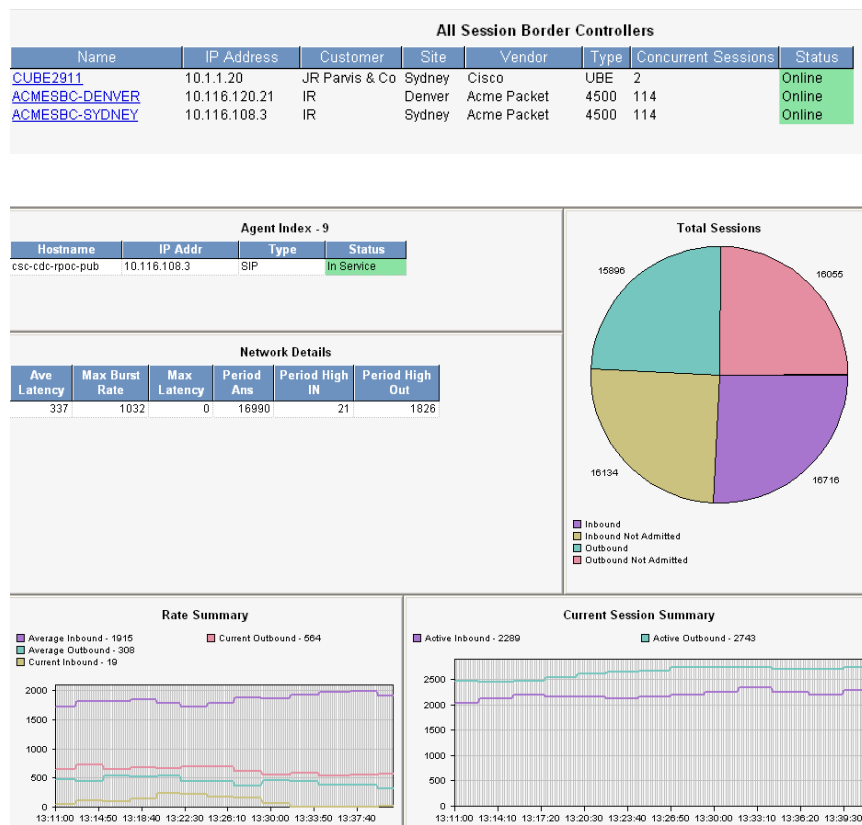 All Session Border Controllers
Name IP Address Customer Site Vendor Type Concurrent Sessions Status
CUBE2911 10.1.1.20 JR Parvis & Co Sydney Cisco UBE 2 Online
ACMESBC-DENVER 10.116.120.21 IR Denver Acme Packet 4500 114 Online
ACMESBC-SYDNEY 10.116.108.3 IR Sydney Acme Packet 4500 114 Online
Agent Index - 9
Hostname IP Addr Type Status
csc-cdc-rpoc-pub 10.116.108.3 SIP In Service
Network Details
Ave Latency Max Burst Rate Max Latency Period Ans Period High IN Period High Out
337 1032 0 16990 21 1826
Total Sessions
15896 16055
16134 16716
Inbound
Inbound Not Admitted
Outbound
Outbound Not Admitted
Rate Summary
Average Inbound - 1915 Current Outbound - 564
Average Outbound - 308
Current Inbound - 19
2000
1500
1000
500
0
13:11:00 13:14:50 13:18:40 13:22:30 13:26:10 13:30:00 13:33:50 13:37:40
Current Session Summary
Active Inbound - 2289 Active Outbound - 2743
2500
2000
1500
1000
500
0
13:11:00 13:14:10 13:17:20 13:20:30 13:23:40 13:26:50 13:30:00 13:33:10 13:36:20 13:39:30